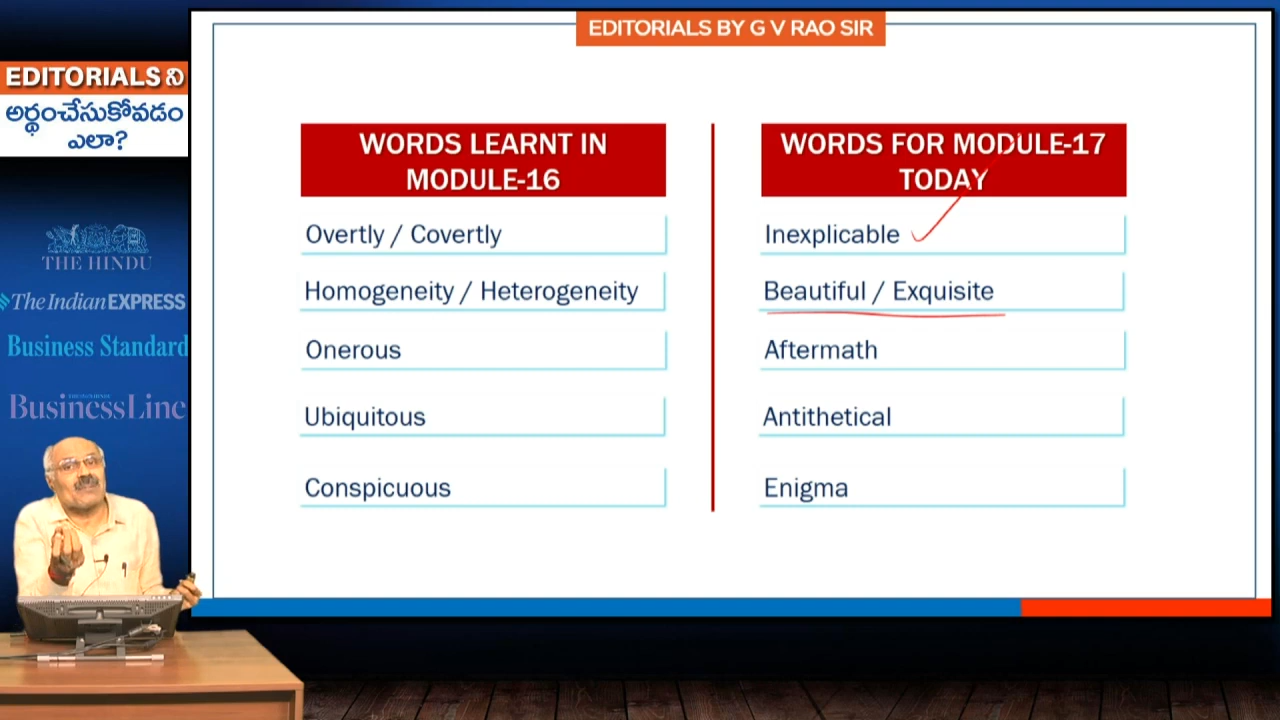 EDITORIALS BY G V RAO SIR
EDITORIALS ని
అర్థంచేసుకోవడం
ఎలా?
THE HINDU
The Indian EXPRESS
Business Standard
BusinessLine
WORDS LEARNT IN
MODULE-16
Overtly / Covertly
Homogeneity / Heterogeneity
Onerous
Ubiquitous
Conspicuous
WORDS FOR MODULE-17
TODAY
Inexplicable
Beautiful / Exquisite
Aftermath
Antithetical
Enigma